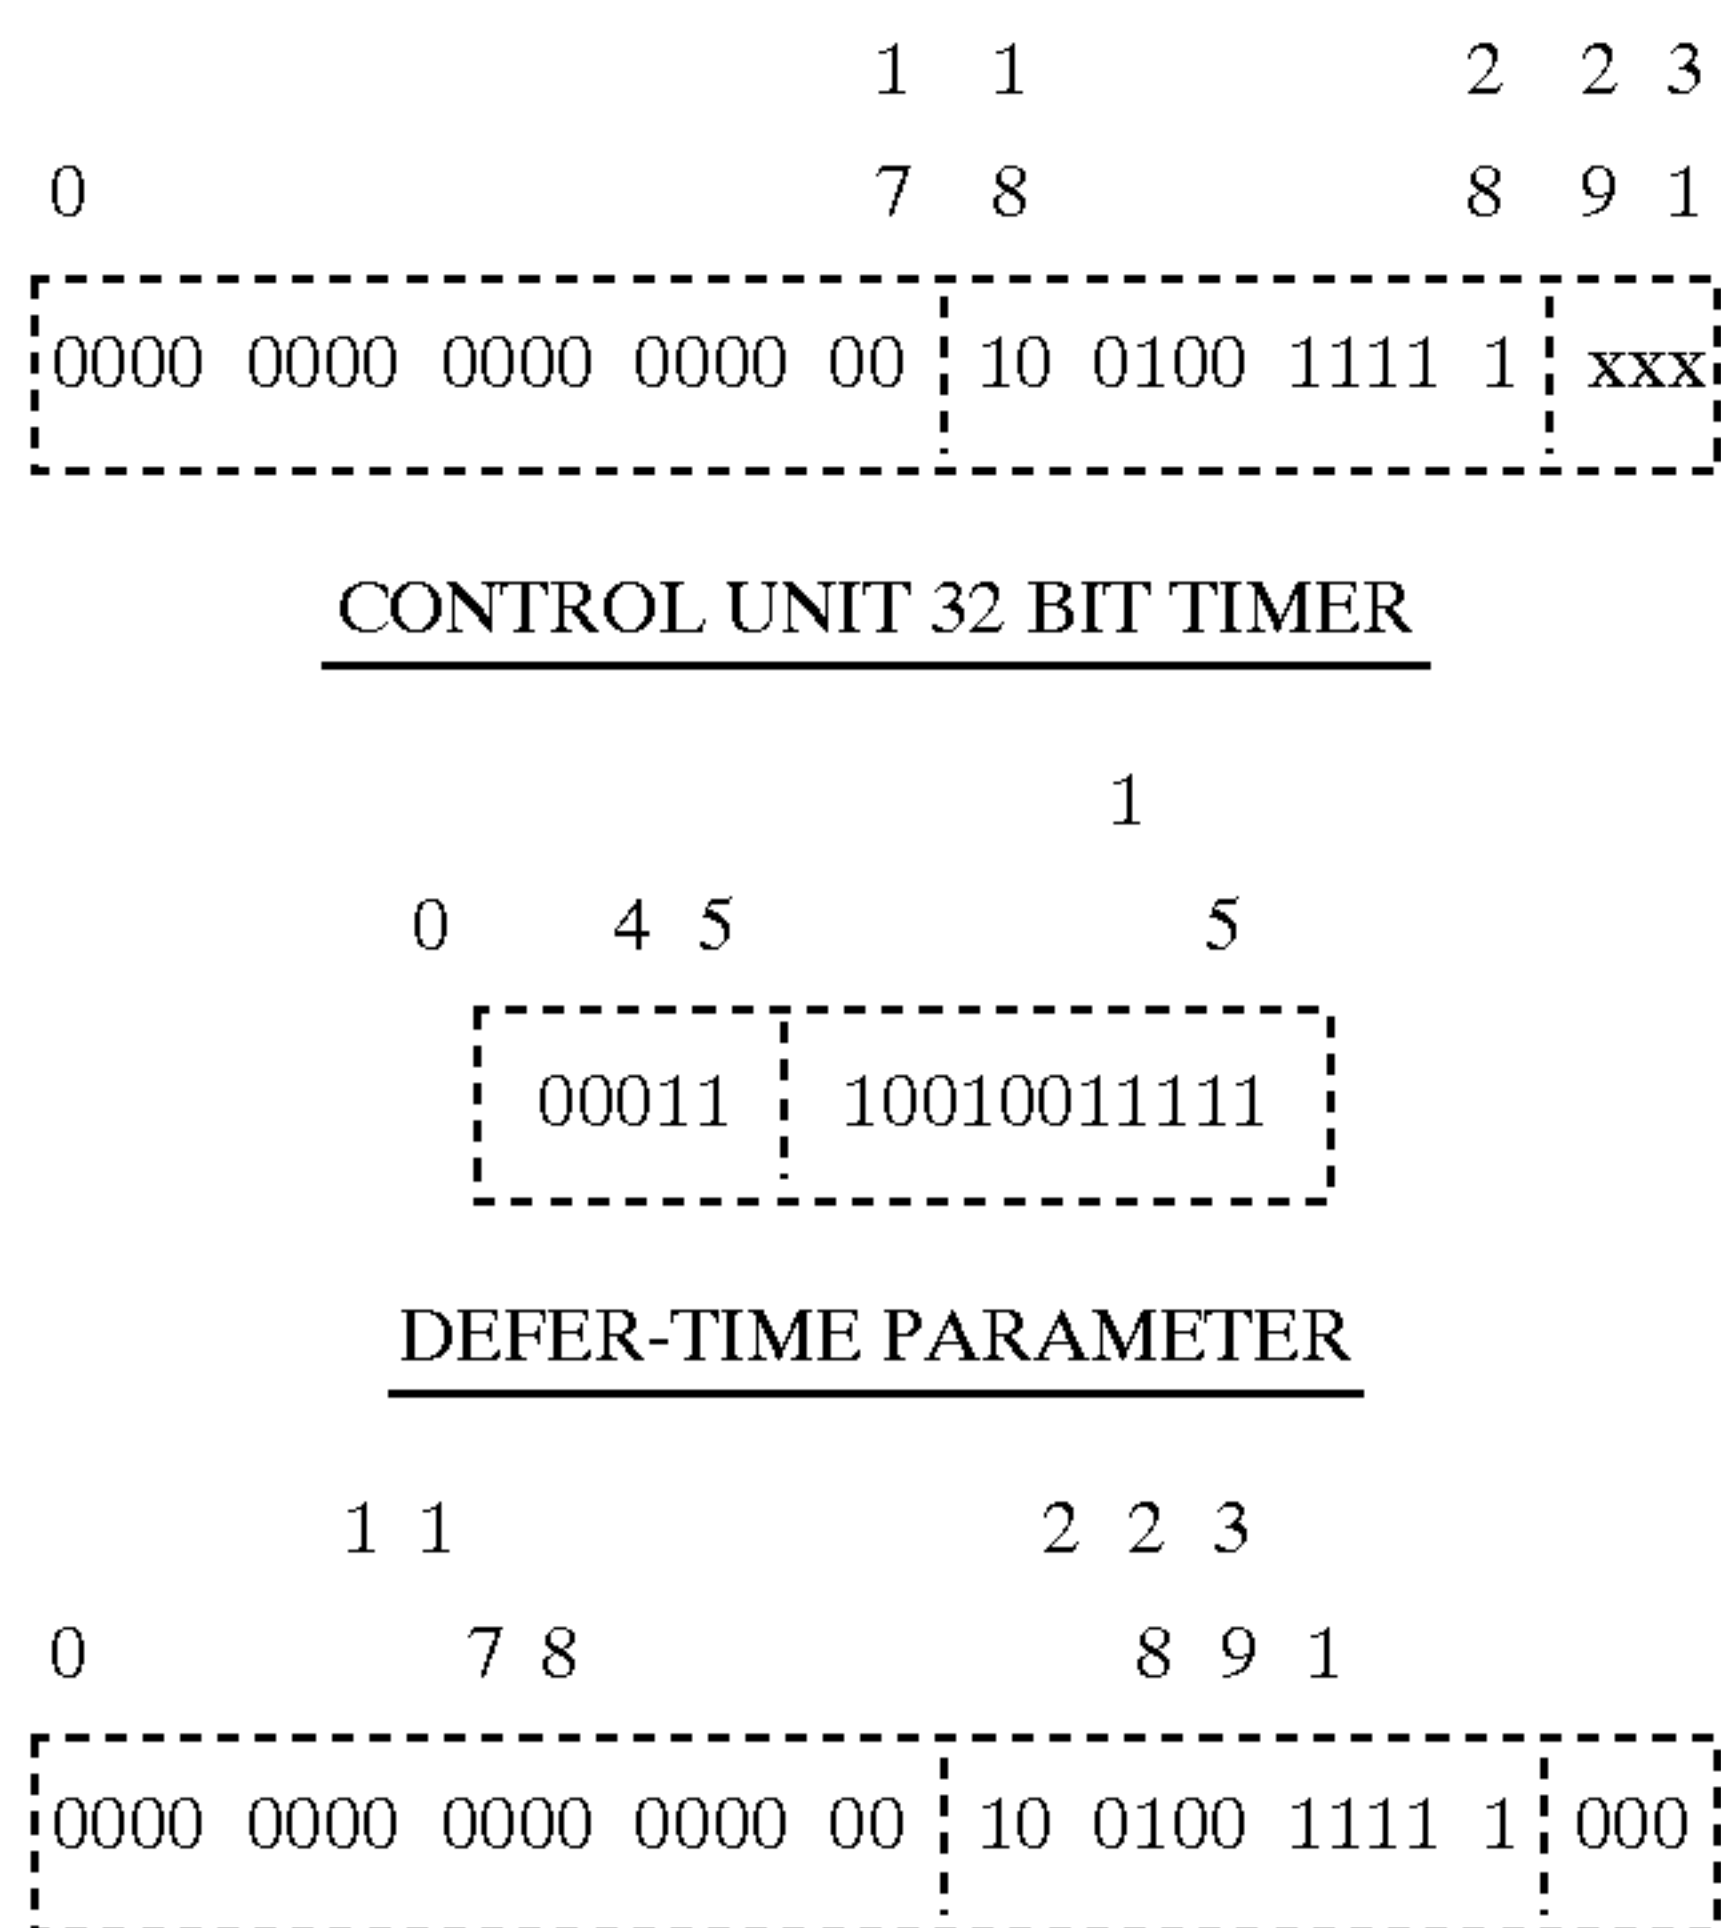 1 1 2 2 3
0 7 8 8 9 1
0000 0000 0000 0000 00 10 0100 1111 1 xxx
CONTROL UNIT 32 BIT TIMER
1
0 4 5 5
00011 10010011111
DEFER-TIME PARAMETER
1 1 2 2 3
0 7 8 8 9 1
0000 0000 0000 0000 00 10 0100 1111 1 000